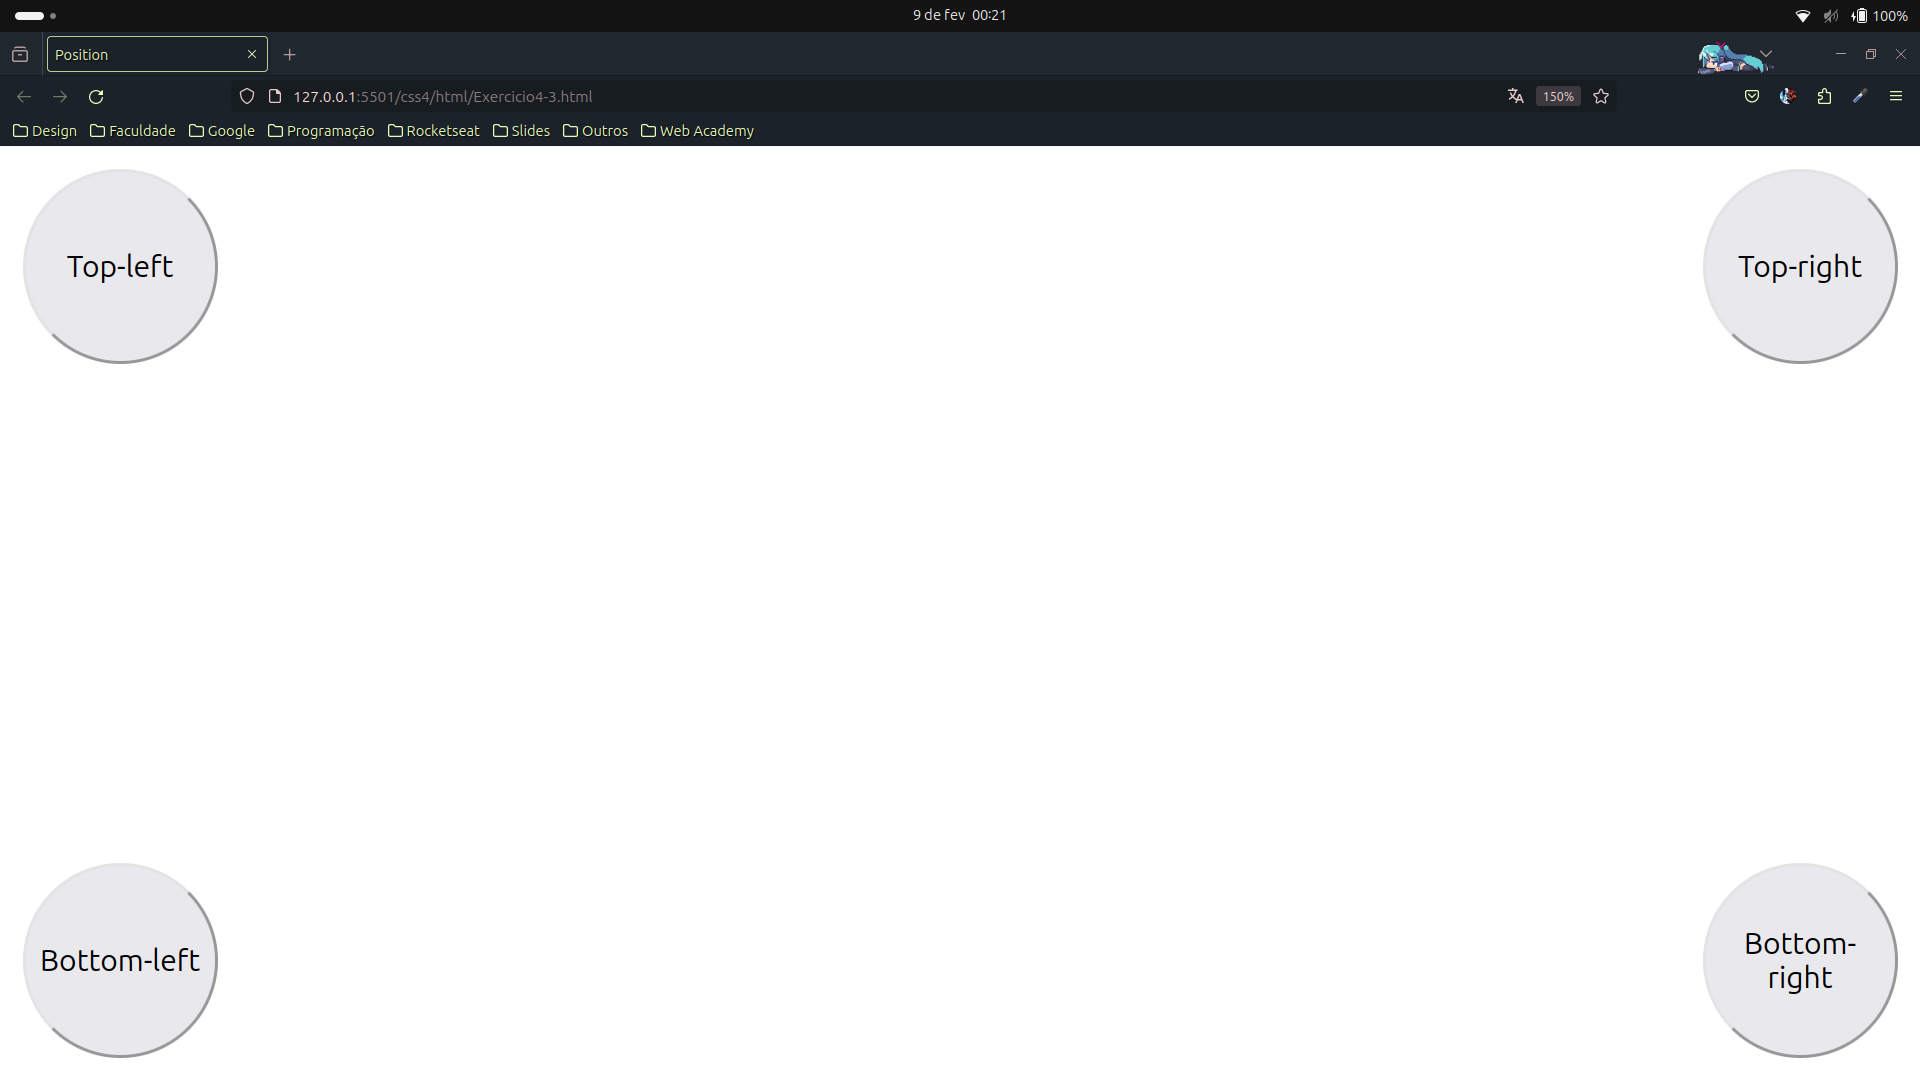 9 de fev 00:21
100%
Position
127.0.0.1:5501/css4/html/Exercicio4-3.html
150%
Design
Faculdade
Google
Programação
Rocketseat
Slides
Outros
Web Academy
Top-left
Top-right
Bottom-left
Bottom-
right